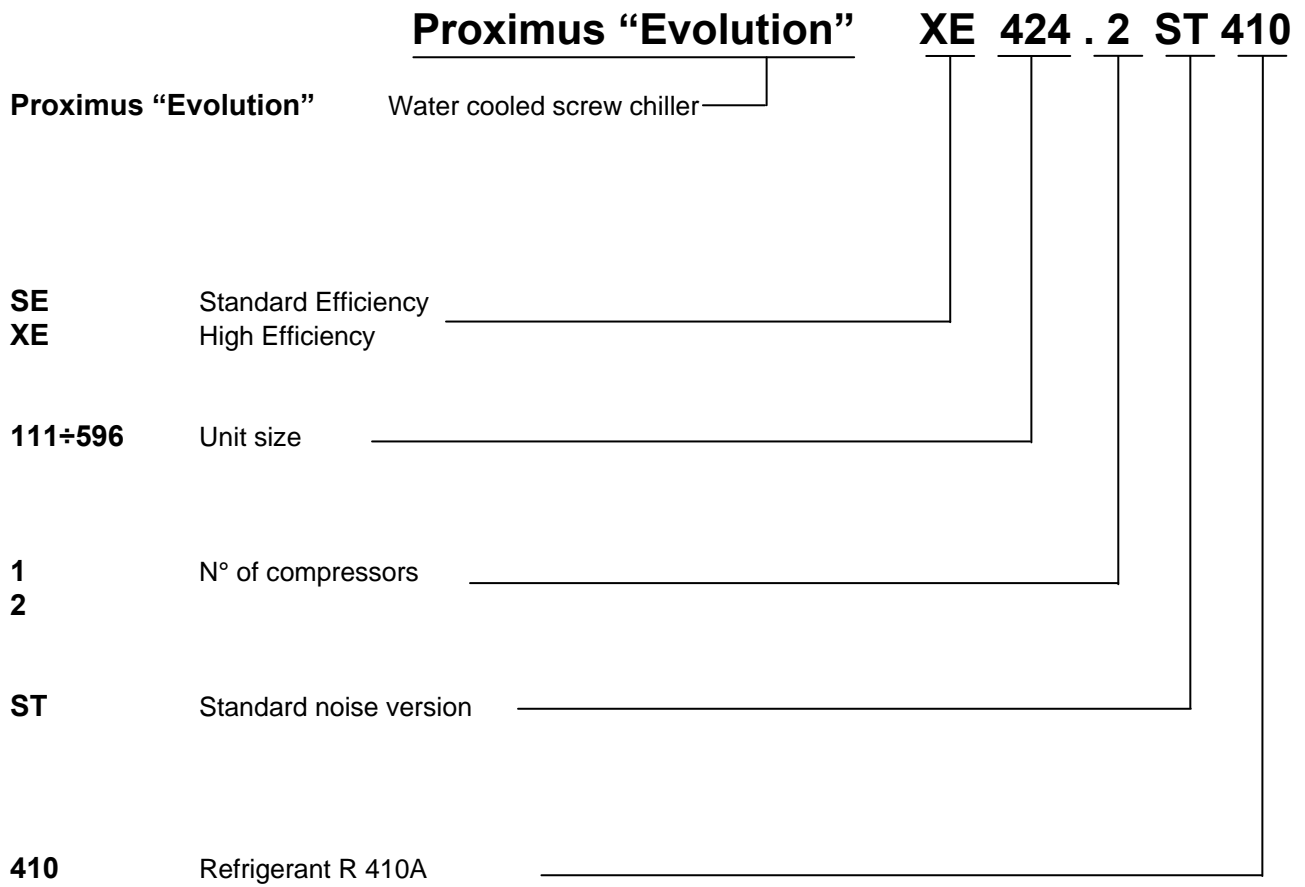 Proximus “Evolution” XE 424 . 2 ST 410
Proximus “Evolution” Water cooled screw chiller
SE Standard Efficiency
XE High Efficiency
111÷596 Unit size
1 N° of compressors
2
ST Standard noise version
410 Refrigerant R 410A